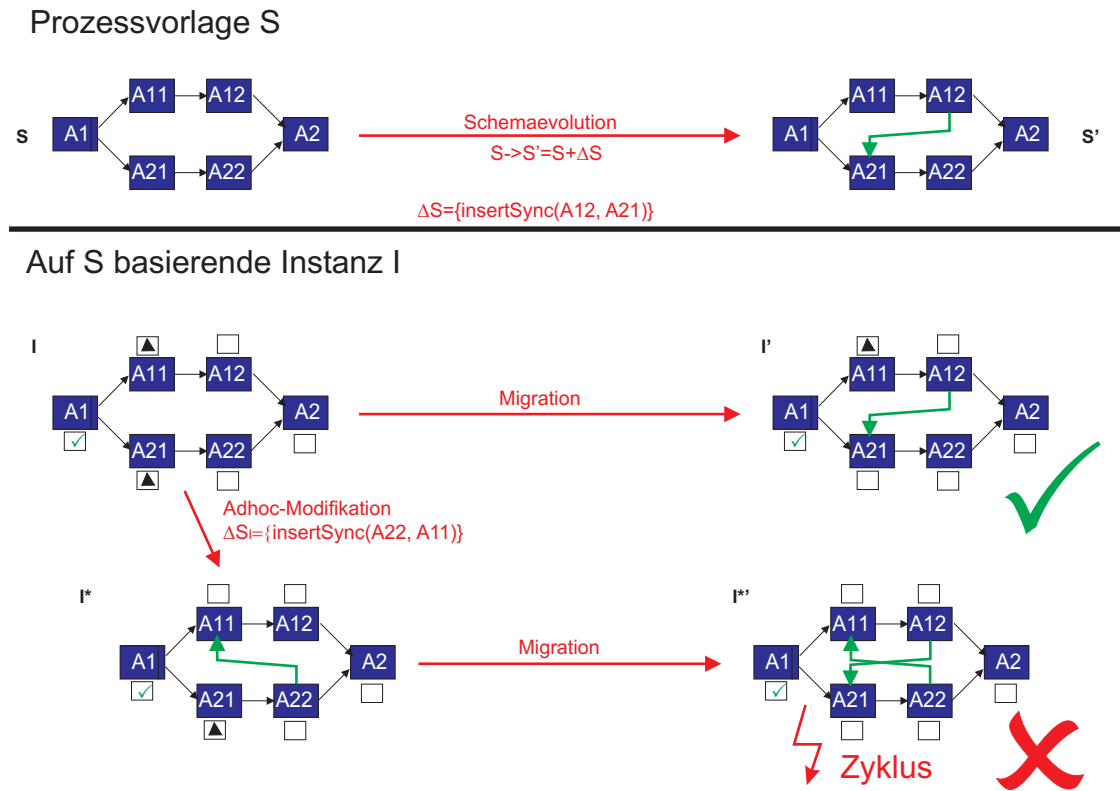 Prozessvorlage S
S
A1
A11
A12
A21
A22
A2
Schemaevolution
S->S'=S+ΔS
ΔS={insertSync(A12, A21)}
A1
A11
A12
A21
A22
A2
S'
Auf S basierende Instanz I
I
A1
A11
A12
A21
A22
A2
Migration
I'
A1
A11
A12
A21
A22
A2
Adhoc-Modifikation
ΔSI={insertSync(A22, A11)}
I*
A1
A11
A12
A21
A22
A2
Migration
I*'
A1
A11
A12
A21
A22
A2
Zyklus